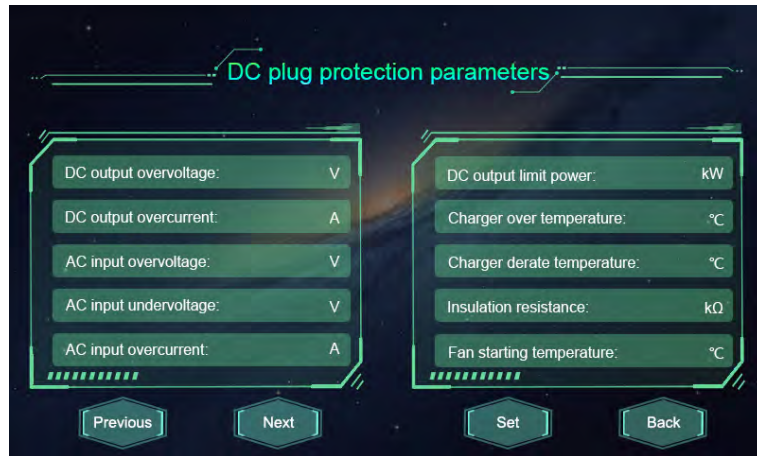 DC plug protection parameters
DC output overvoltage: V
DC output overcurrent: A
AC input overvoltage: V
AC input undervoltage: V
AC input overcurrent: A
DC output limit power: kW
Charger over temperature: ℃
Charger derate temperature: ℃
Insulation resistance: kΩ
Fan starting temperature: ℃
Previous Next Set Back